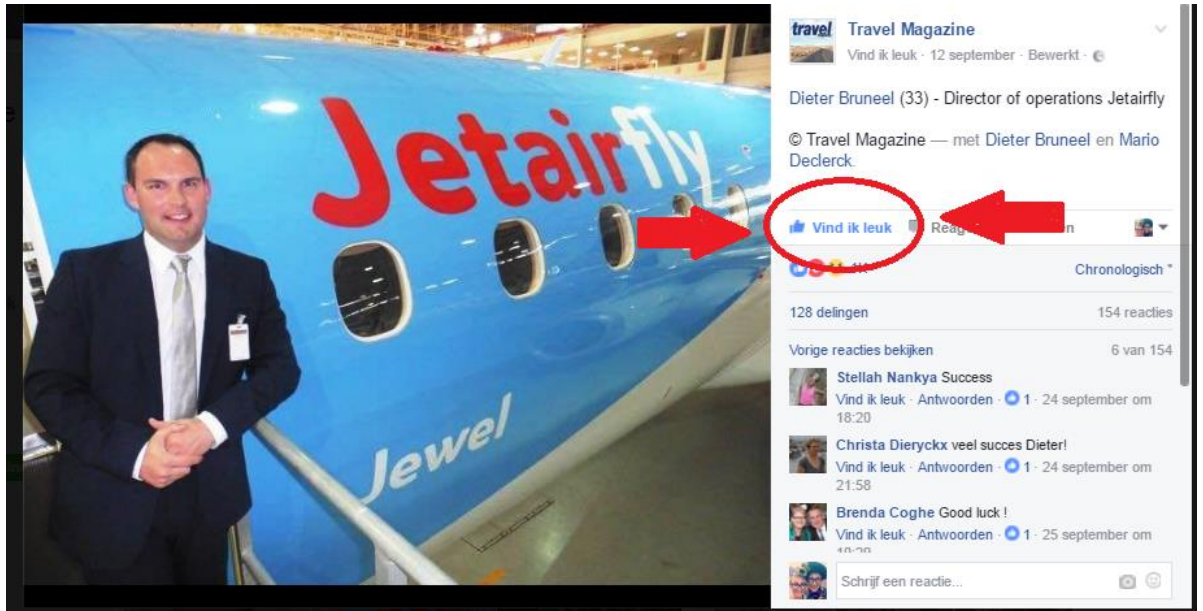 Jetairfly
Jewel
travel
Travel Magazine
Vind ik leuk · 12 september · Bewerkt ·
Dieter Bruneel (33) - Director of operations Jetairfly
© Travel Magazine — met Dieter Bruneel en Mario
Declerck.
Vind ik leuk
Chronologisch
128 delingen 154 reacties
Vorige reacties bekijken 6 van 154
Stellah Nankya Success
Vind ik leuk · Antwoorden · 1 · 24 september om
18:20
Christa Dieryckx veel succes Dieter!
Vind ik leuk · Antwoorden · 1 · 24 september om
21:58
Brenda Coghe Good luck !
Vind ik leuk · Antwoorden · 1 · 25 september om
Schrijf een reactie...